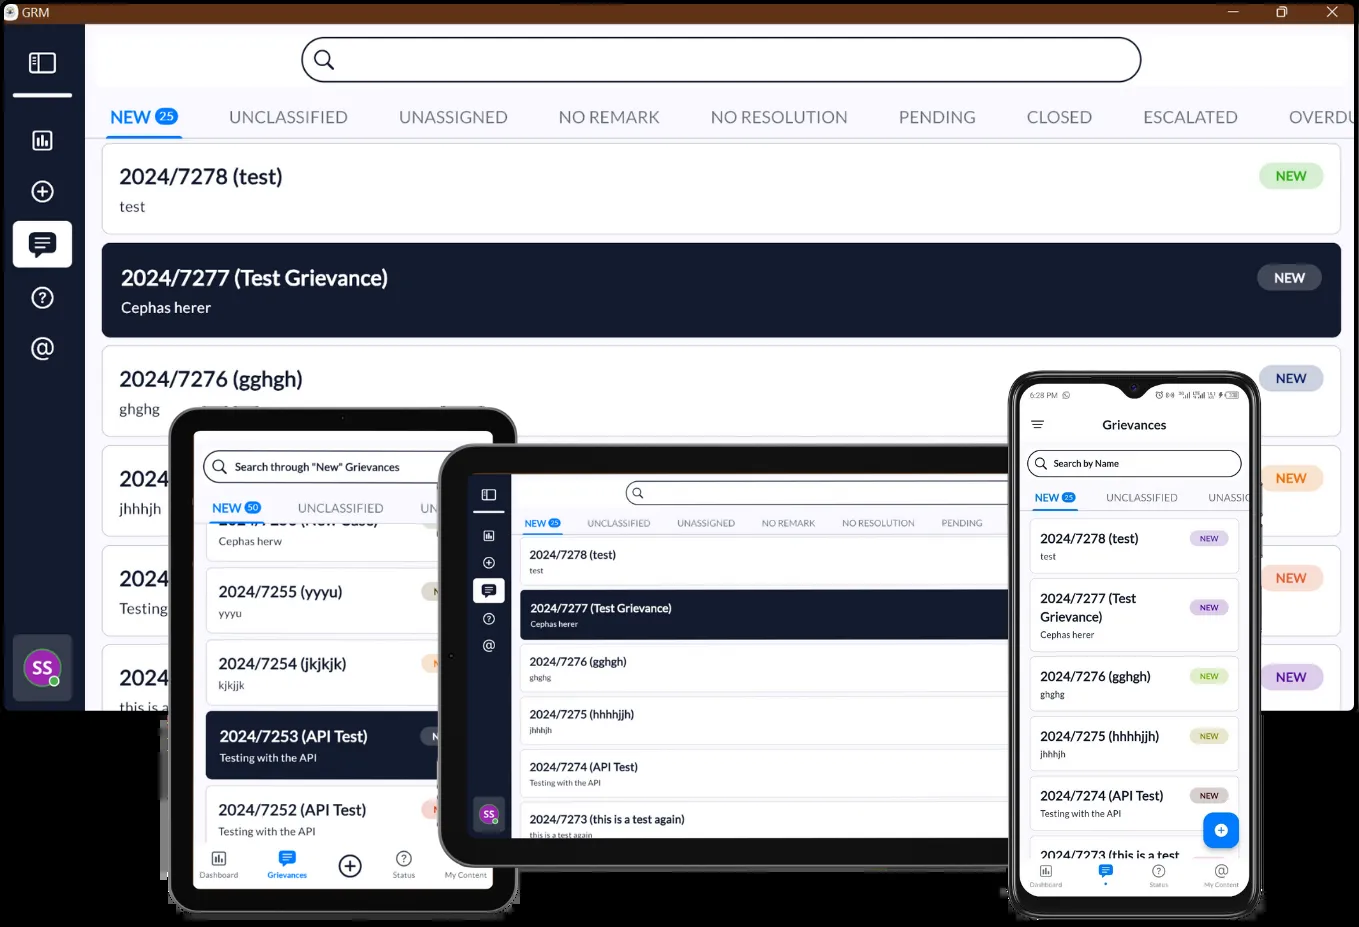 GRM
NEW 25 UNCLASSIFIED UNASSIGNED NO REMARK NO RESOLUTION PENDING CLOSED ESCALATED OVERDU
2024/7278 (test) NEW
test
2024/7277 (Test Grievance) NEW
Cephas herer
2024/7276 (gghgh) NEW
ghghg
2024 NEW
jhhhjh
2024 NEW
Testing
2024 NEW
this is a
SS
Search through "New" Grievances
NEW 50 UNCLASSIFIED UN
Cephas herw
2024/7255 (yyyu) N
yyyu
2024/7254 (jkjkjk) N
kjkjjk
2024/7253 (API Test) N
Testing with the API
2024/7252 (API Test) N
Testing with the API
Dashboard Grievances Status My Content
NEW 25 UNCLASSIFIED UNASSIGNED NO REMARK NO RESOLUTION PENDING
2024/7278 (test)
test
2024/7277 (Test Grievance)
Cephas herer
2024/7276 (gghgh)
ghghg
2024/7275 (hhhhjjh)
jhhhjh
2024/7274 (API Test)
Testing with the API
2024/7273 (this is a test again)
this is a test again
SS
6:28 PM
Grievances
Search by Name
NEW 25 UNCLASSIFIED UNASSIG
2024/7278 (test) NEW
test
2024/7277 (Test NEW
Grievance)
Cephas herer
2024/7276 (gghgh) NEW
ghghg
2024/7275 (hhhhjjh) NEW
jhhhjh
2024/7274 (API Test) NEW
Testing with the API
2024/7273 (this is a test
Dashboard Status My Content